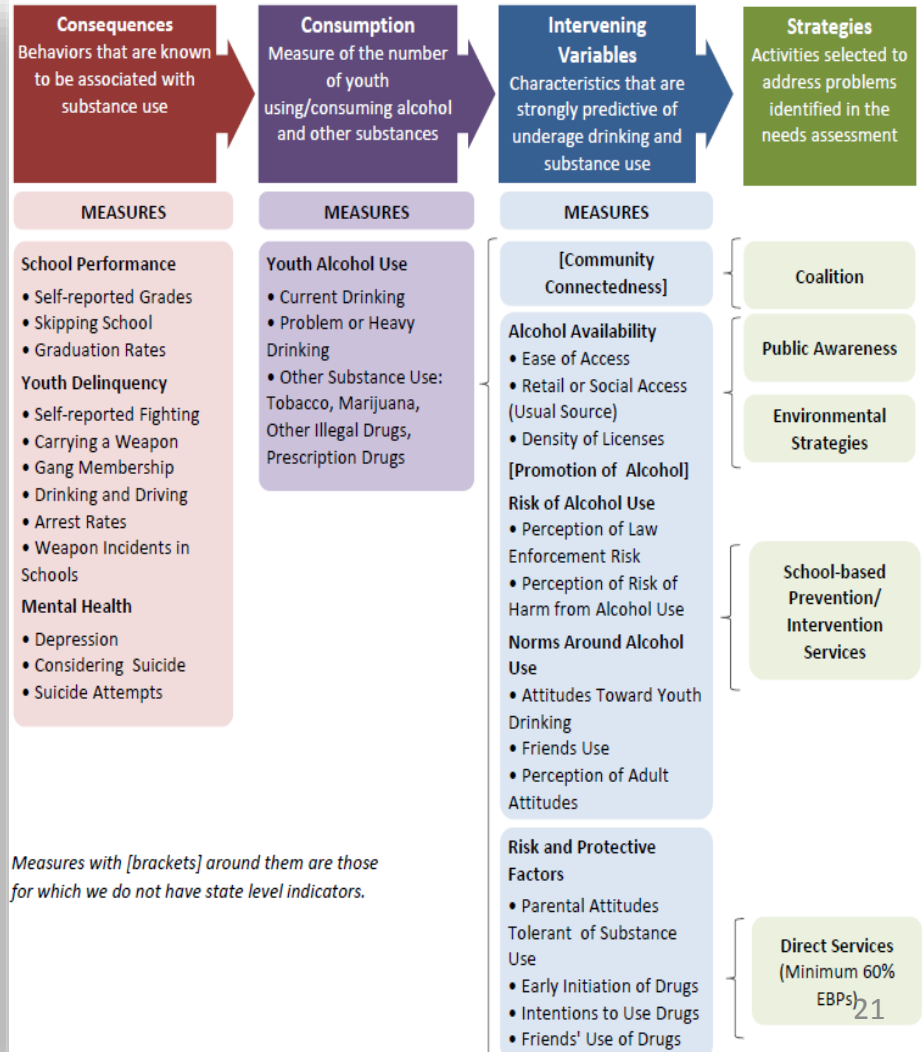 Consequences
Behaviors that are known
to be associated with
substance use
Consumption
Measure of the number
of youth
using/consuming alcohol
and other substances
Intervening
Variables
Characteristics that are
strongly predictive of
underage drinking and
substance use
Strategies
Activities selected to
address problems
identified in the
needs assessment
MEASURES
School Performance
• Self-reported Grades
• Skipping School
• Graduation Rates
Youth Delinquency
• Self-reported Fighting
• Carrying a Weapon
• Gang Membership
• Drinking and Driving
• Arrest Rates
• Weapon Incidents in
Schools
Mental Health
• Depression
• Considering Suicide
• Suicide Attempts
MEASURES
Youth Alcohol Use
• Current Drinking
• Problem or Heavy
Drinking
• Other Substance Use:
Tobacco, Marijuana,
Other Illegal Drugs,
Prescription Drugs
MEASURES
[Community
Connectedness]
Alcohol Availability
• Ease of Access
• Retail or Social Access
(Usual Source)
• Density of Licenses
[Promotion of Alcohol]
Risk of Alcohol Use
• Perception of Law
Enforcement Risk
• Perception of Risk of
Harm from Alcohol Use
Norms Around Alcohol
Use
• Attitudes Toward Youth
Drinking
• Friends Use
• Perception of Adult
Attitudes
Risk and Protective
Factors
• Parental Attitudes
Tolerant of Substance
Use
• Early Initiation of Drugs
• Intentions to Use Drugs
• Friends' Use of Drugs
Coalition
Public Awareness
Environmental
Strategies
School-based
Prevention/
Intervention
Services
Direct Services
(Minimum 60%
EBPs)
21
Measures with [brackets] around them are those
for which we do not have state level indicators.